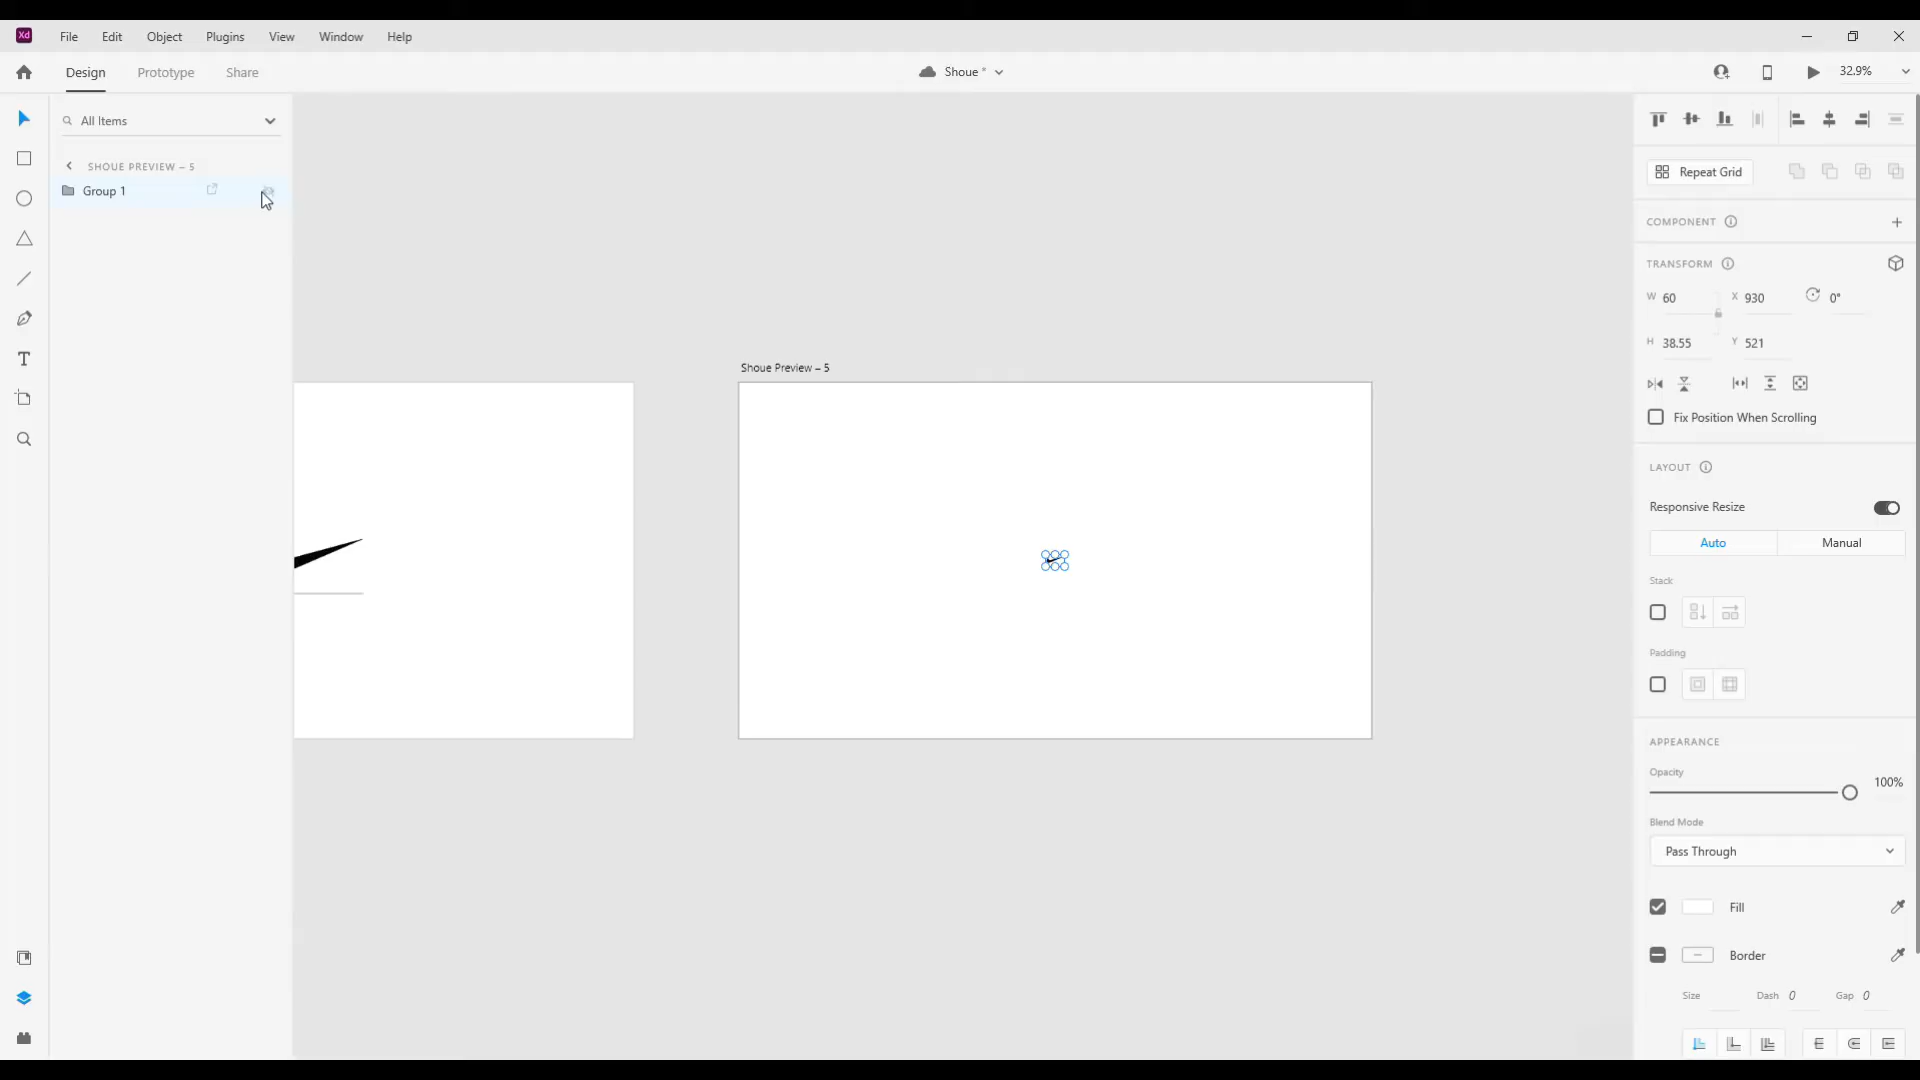 Xd File Edit Object Plugins View Window Help
Design Prototype Share Shoue * 32.9%
All Items
SHOUE PREVIEW – 5
Group 1
Shoue Preview – 5
Repeat Grid
COMPONENT
TRANSFORM
W 60 X 930 0°
H 38.55 Y 521
Fix Position When Scrolling
LAYOUT
Responsive Resize
Auto Manual
Stack
Padding
APPEARANCE
Opacity
100%
Blend Mode
Pass Through
Fill
Border
Size Dash 0 Gap 0